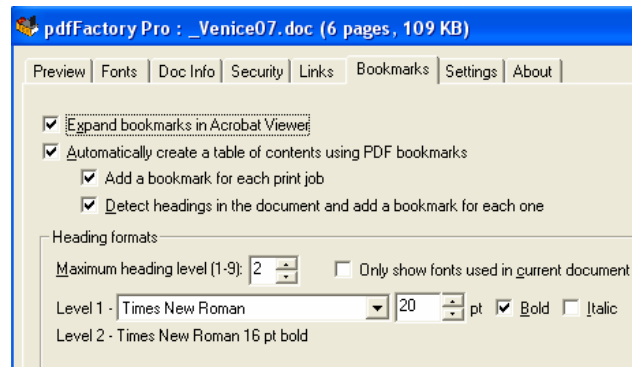 pdfFactory Pro : _Venice07.doc (6 pages, 109 KB)
Preview Fonts Doc Info Security Links Bookmarks Settings About
Expand bookmarks in Acrobat Viewer
Automatically create a table of contents using PDF bookmarks
Add a bookmark for each print job
Detect headings in the document and add a bookmark for each one
Heading formats
Maximum heading level (1-9): 2 Only show fonts used in current document
Level 1 - Times New Roman 20 pt Bold Italic
Level 2 - Times New Roman 16 pt bold